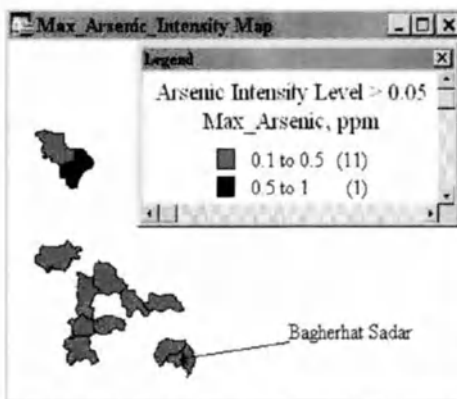 Max_Arsenic_Intensity Map
Legend
Arsenic Intensity Level > 0.05
Max_Arsenic, ppm
0.1 to 0.5 (11)
0.5 to 1 (1)
Bagherhat Sadar